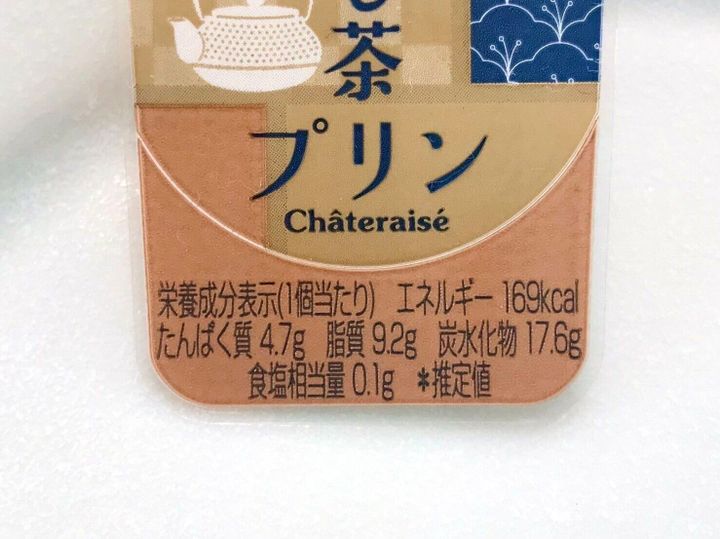 茶
プリン
Châteraisé
栄養成分表示(1個当たり) エネルギー 169kcal
たんぱく質 4.7g 脂質 9.2g 炭水化物 17.6g
食塩相当量 0.1g *推定値